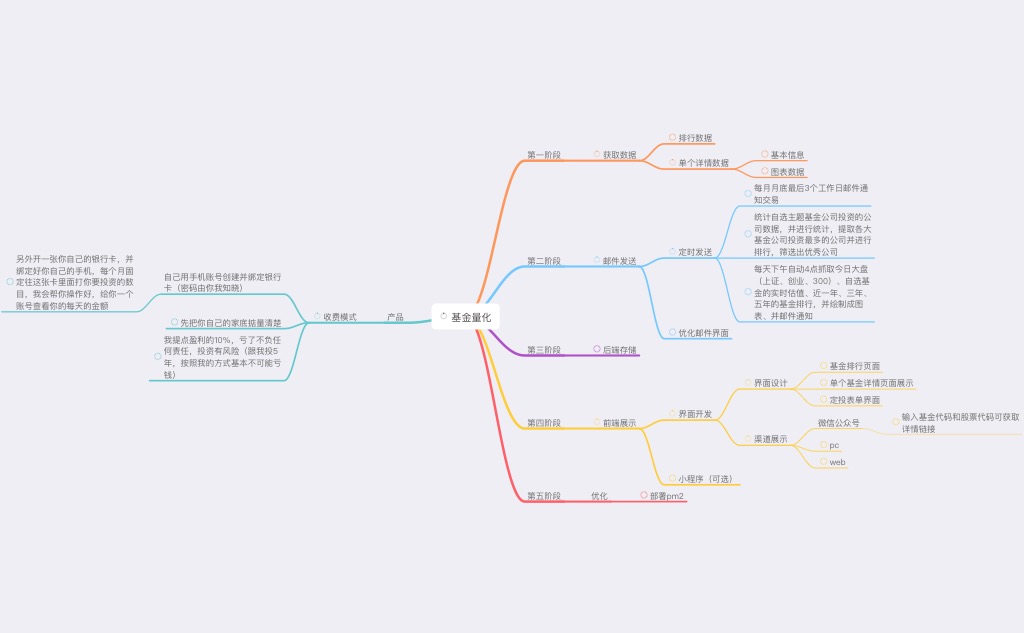 基金量化
第一阶段
获取数据
排行数据
单个详情数据
基本信息
图表数据
第二阶段
邮件发送
定时发送
每月月底最后3个工作日邮件通
知交易
统计自选主题基金公司投资的公
司数据，并进行统计，提取各大
基金公司投资最多的公司并进行
排行，筛选出优秀公司
每天下午自动4点抓取今日大盘
（上证、创业、300）、自选基
金的实时估值、近一年、三年、
五年的基金排行，并绘制成图
表、并邮件通知
优化邮件界面
第三阶段
后端存储
第四阶段
前端展示
界面开发
界面设计
基金排行页面
单个基金详情页面展示
定投表单界面
渠道展示
微信公众号
输入基金代码和股票代码可获取
详情链接
pc
web
小程序（可选）
第五阶段
优化
部署pm2
产品
收费模式
自己用手机账号创建并绑定银行
卡（密码由你我知晓）
另外开一张你自己的银行卡，并
绑定好你自己的手机，每个月固
定往这张卡里面打你要投资的数
目，我会帮你操作好，给你一个
账号查看你的每天的金额
先把你自己的家底掂量清楚
我提点盈利的10%，亏了不负任
何责任，投资有风险（跟我投5
年，按照我的方式基本不可能亏
钱）